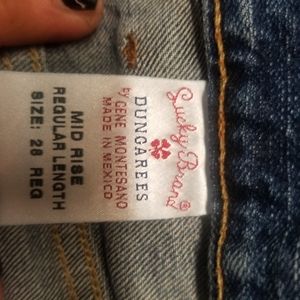 Lucky Brand®
DUNGAREES
by GENE MONTESANO
MADE IN MEXICO
MID RISE
REGULAR LENGTH
SIZE: 28 REG